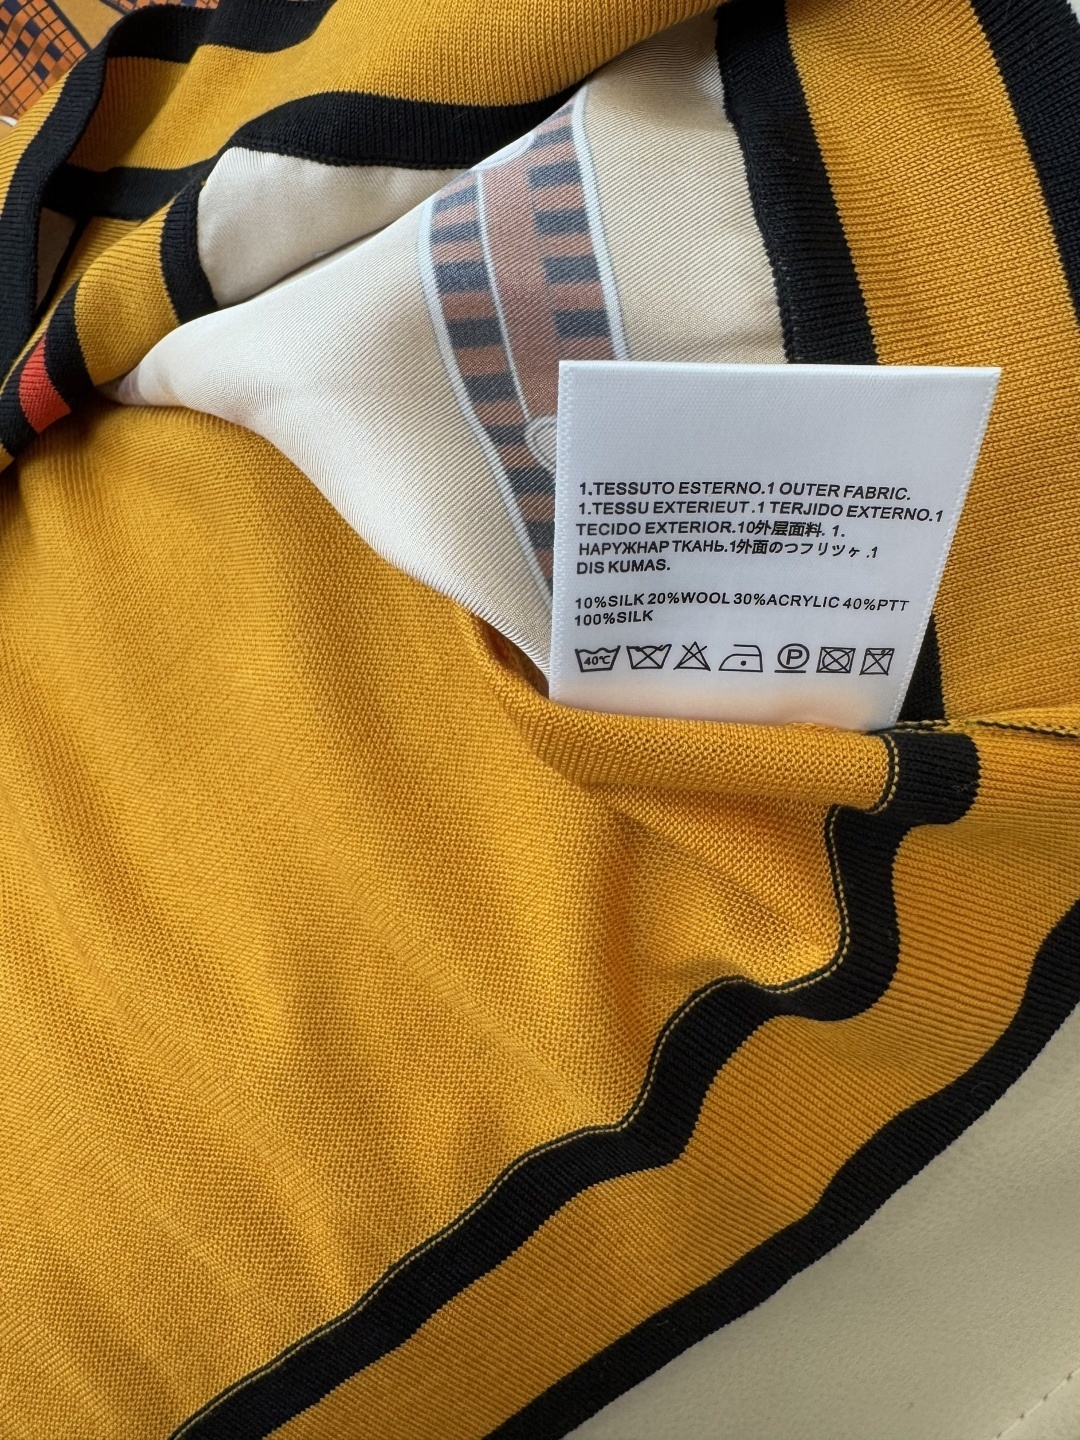 1.TESSUTO ESTERNO.1 OUTER FABRIC.
1.TESSU EXTERIEUT.1 TERJIDO EXTERNO.1
TECIDO EXTERIOR.10外层面料. 1.
НАРУЖНАР ТКАНЬ.1外面のつフリツヶ.1
DIS KUMAS.
10%SILK 20%WOOL 30%ACRYLIC 40%PTT
100%SILK
40℃ P